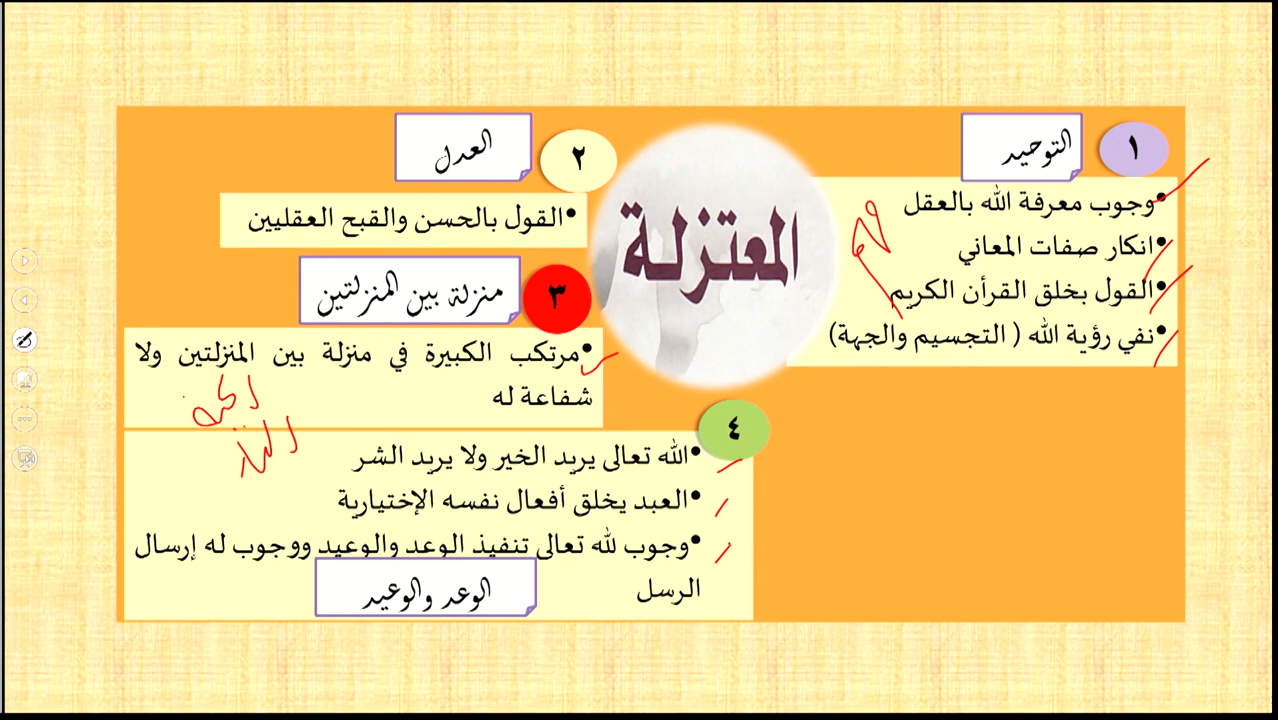 المعتزلة
١
التوحيد
•وجوب معرفة الله بالعقل
•انكار صفات المعاني
•القول بخلق القرأن الكريم
•نفي رؤية الله ( التجسيم والجهة)
٢
العدل
•القول بالحسن والقبح العقليين
٣
منزلة بين المنزلتين
•مرتكب الكبيرة في منزلة بين المنزلتين ولا
شفاعة له
٤
•الله تعالى يريد الخير ولا يريد الشر
•العبد يخلق أفعال نفسه الإختيارية
•وجوب لله تعالى تنفيذ الوعد والوعيد ووجوب له إرسال
الرسل
الوعد والوعيد